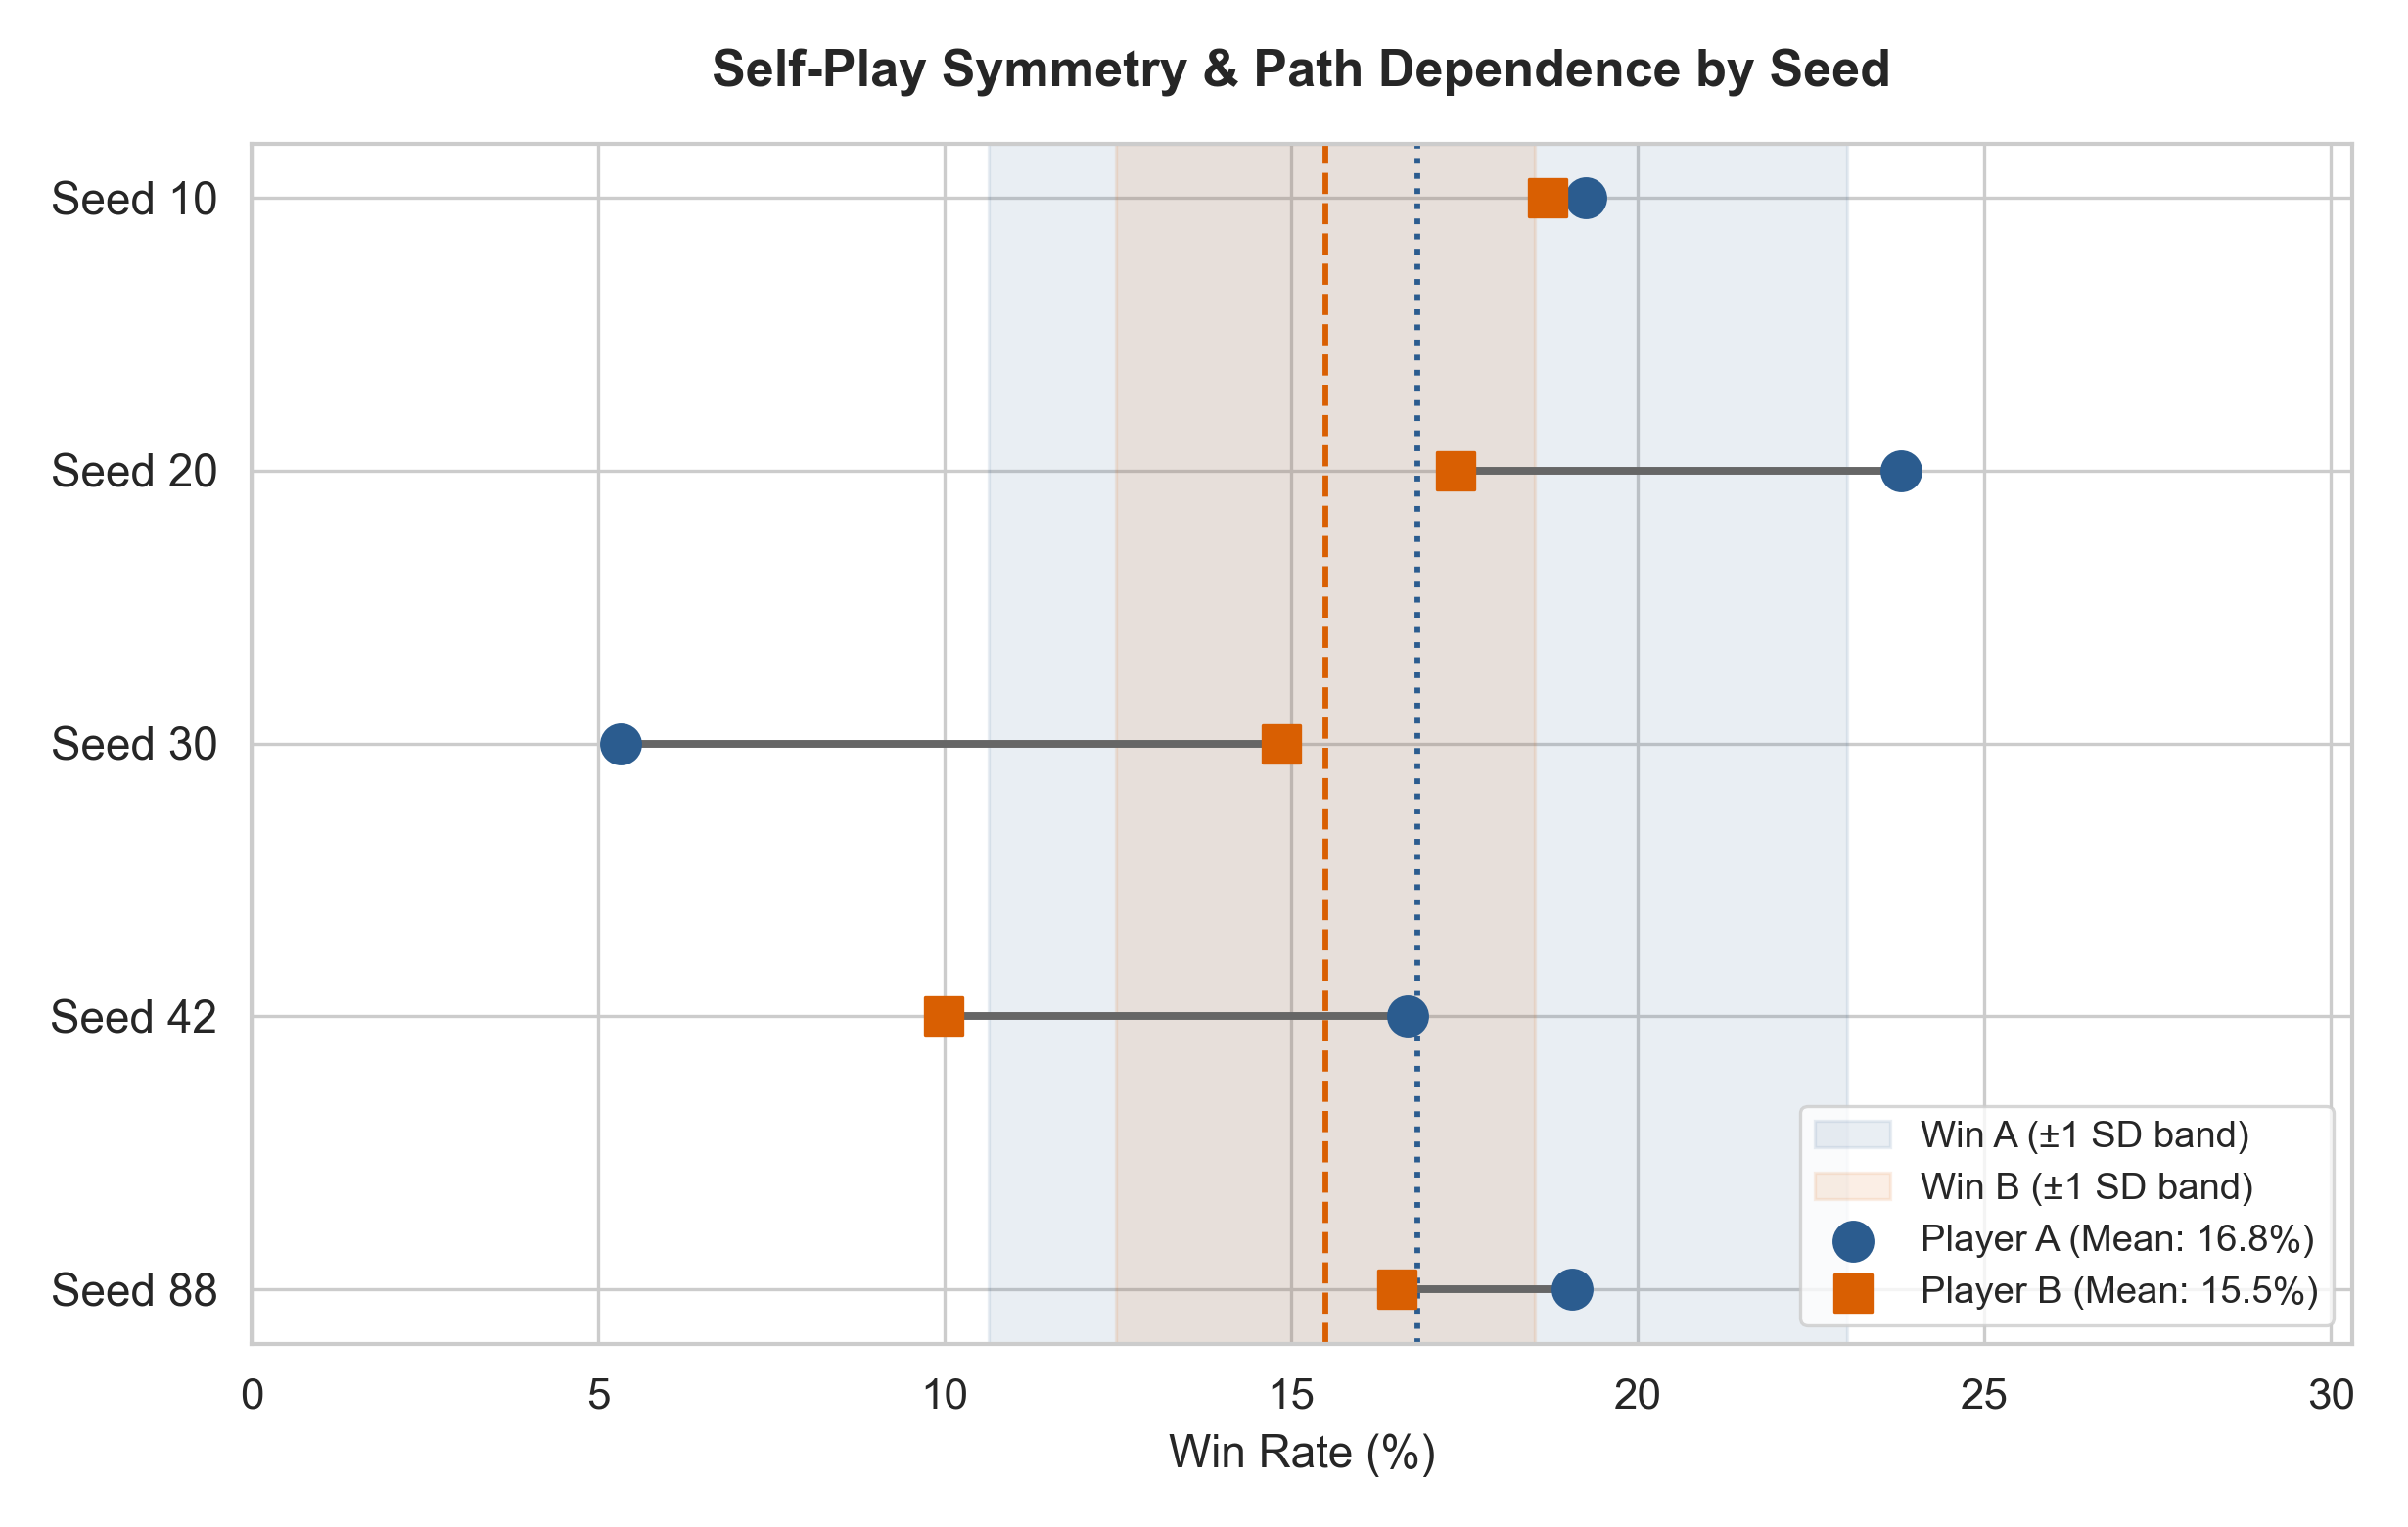 Self-Play Symmetry & Path Dependence by Seed
Seed 10
Seed 20
Seed 30
Seed 42
Seed 88
Win A (±1 SD band)
Win B (±1 SD band)
Player A (Mean: 16.8%)
Player B (Mean: 15.5%)
0 5 10 15 20 25 30
Win Rate (%)